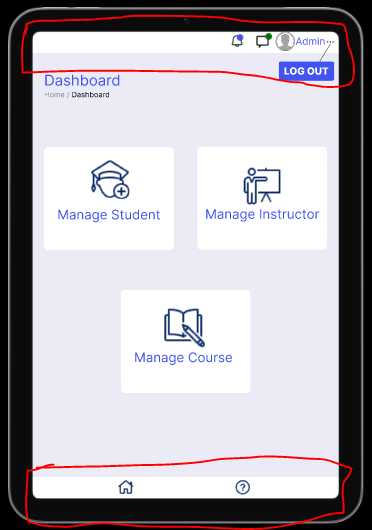 Admin...
LOG OUT
Dashboard
Home / Dashboard
Manage Student
Manage Instructor
Manage Course